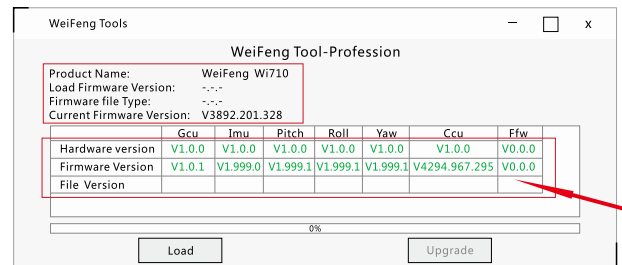 WeiFeng Tools — X
WeiFeng Tool-Profession
Product Name: WeiFeng Wi710
Load Firmware Version: -.-.-
Firmware file Type: -.-.-
Current Firmware Version: V3892.201.328
Gcu Imu Pitch Roll Yaw Ccu Ffw
Hardware version V1.0.0 V1.0.0 V1.0.0 V1.0.0 V1.0.0 V1.0.0 V0.0.0
Firmware Version V1.0.1 V1.999.0 V1.999.1 V1.999.1 V1.999.1 V4294.967.295 V0.0.0
File Version
0%
Load Upgrade